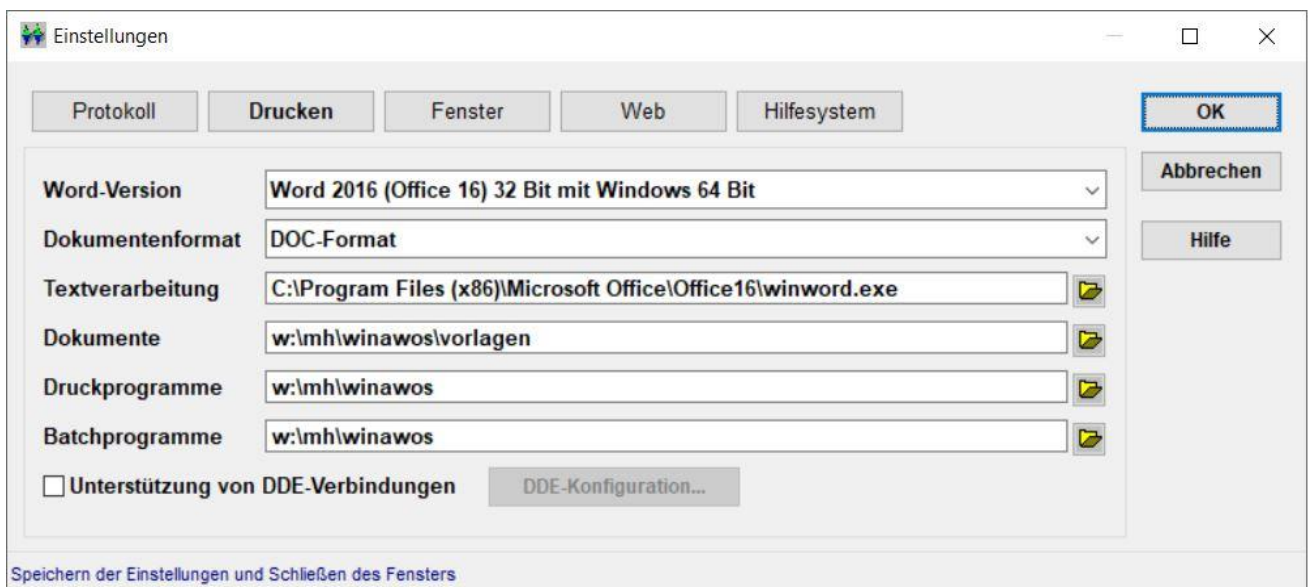 Einstellungen
Protokoll Drucken Fenster Web Hilfesystem OK
Abbrechen
Word-Version Word 2016 (Office 16) 32 Bit mit Windows 64 Bit
Dokumentenformat DOC-Format Hilfe
Textverarbeitung C:\Program Files (x86)\Microsoft Office\Office16\winword.exe
Dokumente w:\mh\winawos\vorlagen
Druckprogramme w:\mh\winawos
Batchprogramme w:\mh\winawos
Unterstützung von DDE-Verbindungen DDE-Konfiguration...
Speichern der Einstellungen und Schließen des Fensters